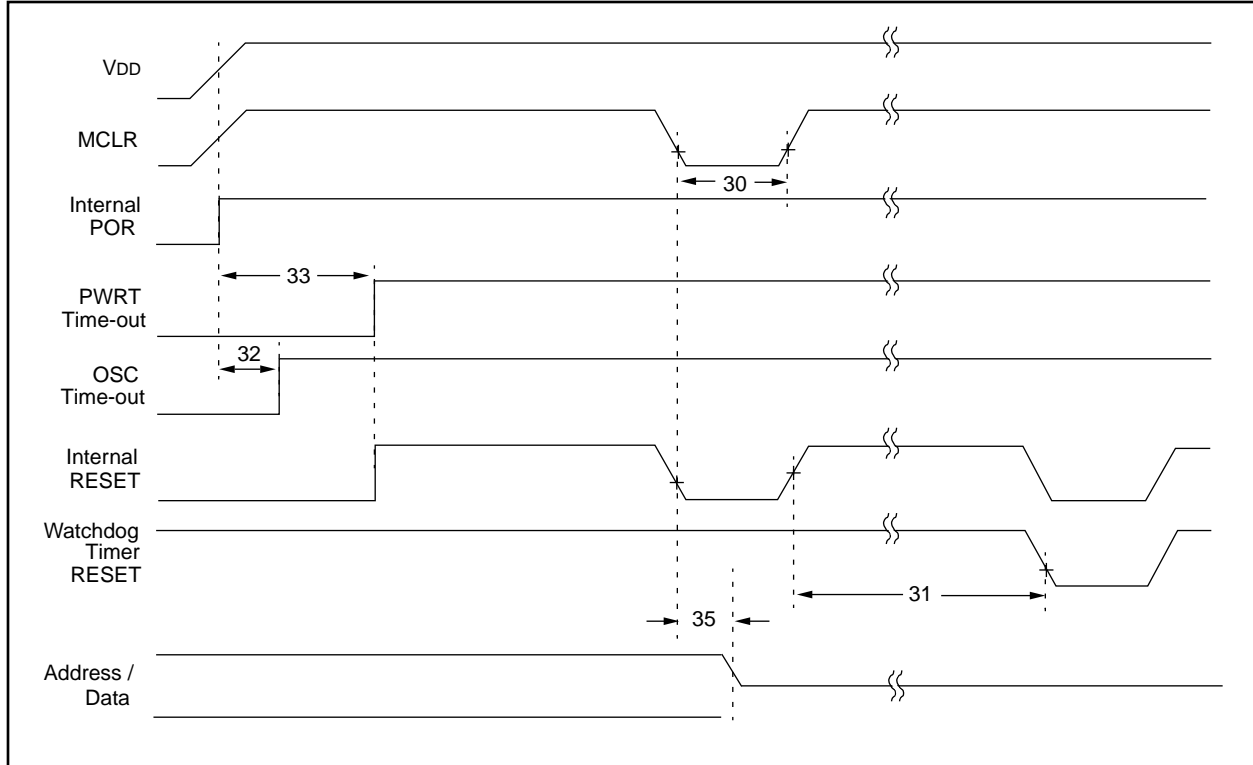 VDD
MCLR
30
Internal
POR
33
PWRT
Time-out
32
OSC
Time-out
Internal
RESET
Watchdog
Timer
RESET
31
35
Address /
Data